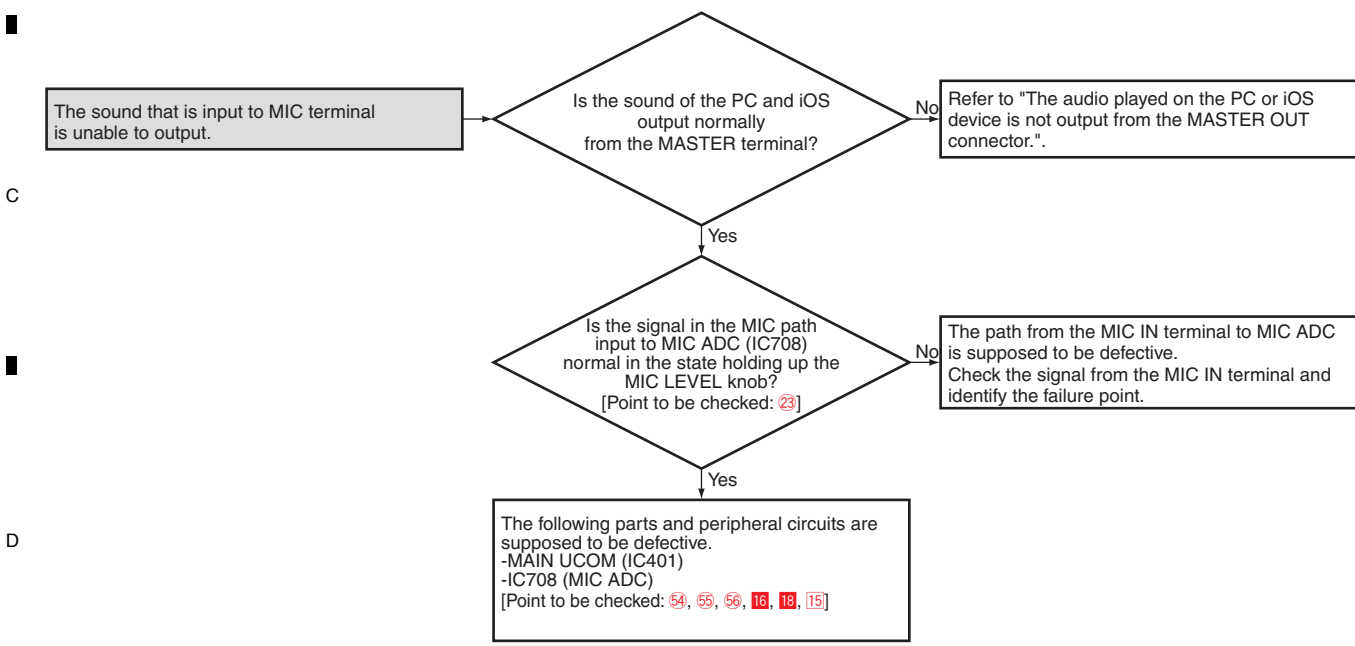 The sound that is input to MIC terminal
is unable to output.
Is the sound of the PC and iOS
output normally
from the MASTER terminal?
No
Refer to "The audio played on the PC or iOS
device is not output from the MASTER OUT
connector.".
C
Yes
Is the signal in the MIC path
input to MIC ADC (IC708)
normal in the state holding up the
MIC LEVEL knob?
[Point to be checked: ㉓]
No
The path from the MIC IN terminal to MIC ADC
is supposed to be defective.
Check the signal from the MIC IN terminal and
identify the failure point.
Yes
D
The following parts and peripheral circuits are
supposed to be defective.
-MAIN UCOM (IC401)
-IC708 (MIC ADC)
[Point to be checked: 54, 55, 56, 16, 18, 15]